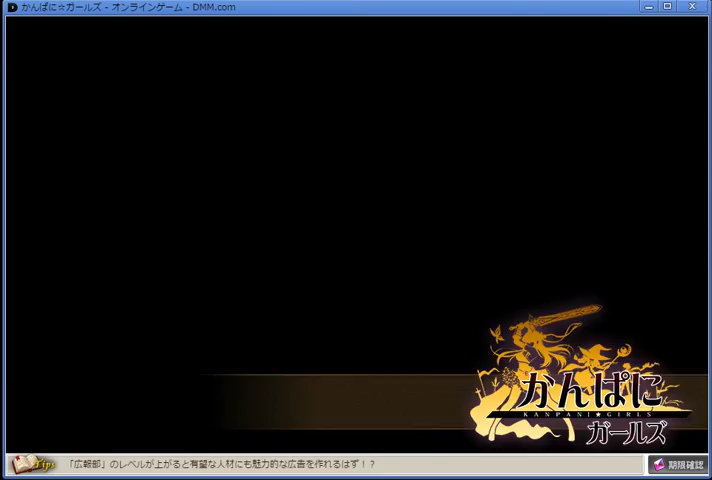 かんぱに☆ガールズ - オンラインゲーム - DMM.com
かんぱに
KANPANI★GIRLS
ガールズ
Tips
「広報部」のレベルが上がると有望な人材にも魅力的な広告を作れるはず！？
期限確認